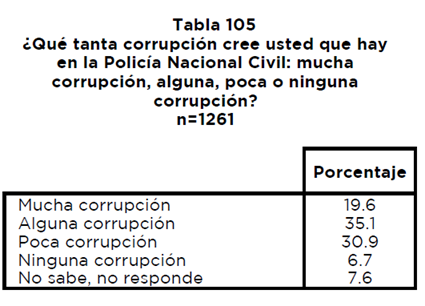 Tabla 105
¿Qué tanta corrupción cree usted que hay
en la Policía Nacional Civil: mucha
corrupción, alguna, poca o ninguna
corrupción?
n=1261
Porcentaje
Mucha corrupción 19.6
Alguna corrupción 35.1
Poca corrupción 30.9
Ninguna corrupción 6.7
No sabe, no responde 7.6